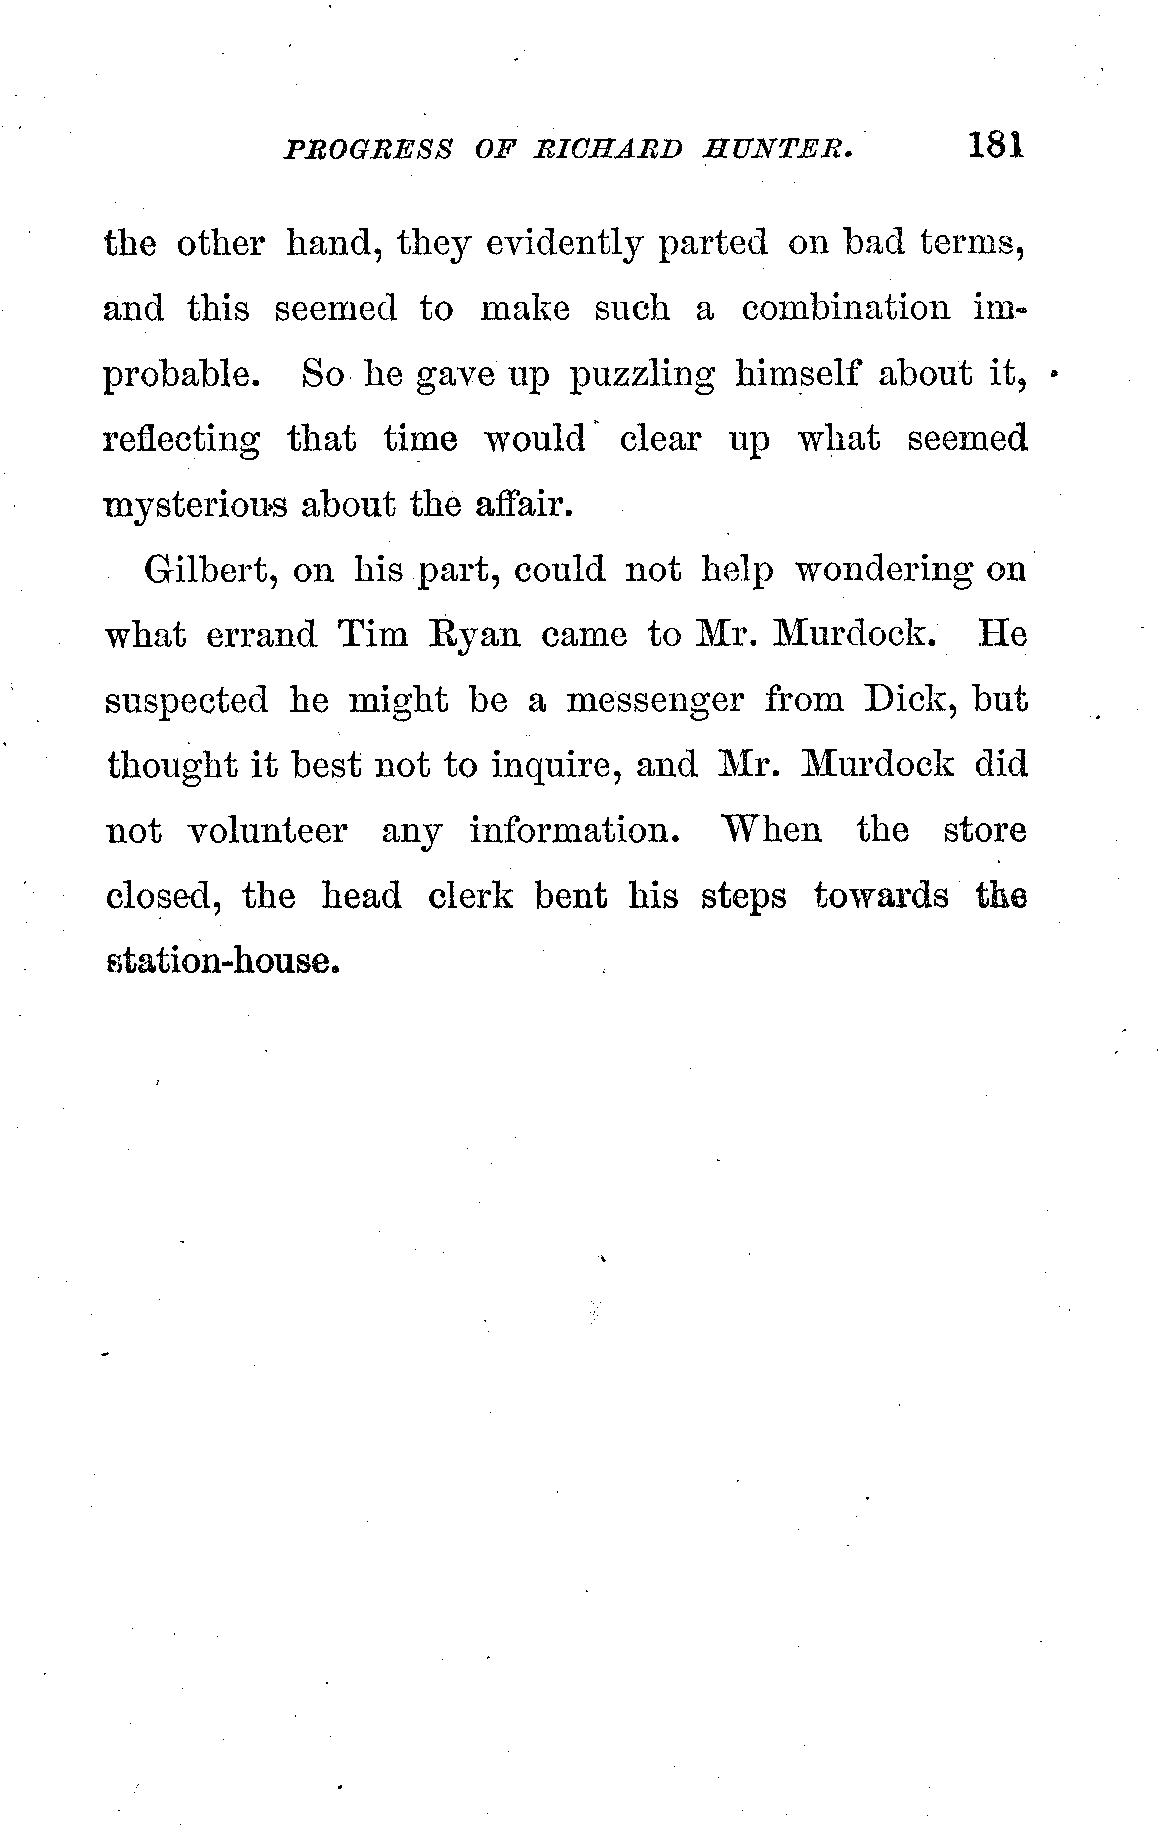 PROGRESS OF RICHARD HUNTER. 181
the other hand, they evidently parted on bad terms,
and this seemed to make such a combination im-
probable. So he gave up puzzling himself about it,
reflecting that time would clear up what seemed
mysterious about the affair.
Gilbert, on his part, could not help wondering on
what errand Tim Ryan came to Mr. Murdock. He
suspected he might be a messenger from Dick, but
thought it best not to inquire, and Mr. Murdock did
not volunteer any information. When the store
closed, the head clerk bent his steps towards the
station-house.